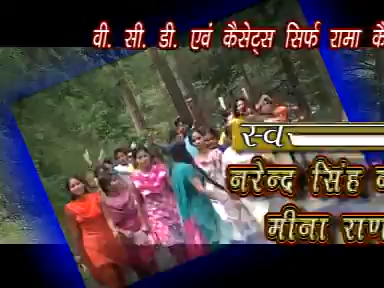 वी. सी. डी. एवं कैसेट्स सिर्फ रामा कै
स्व
नरेन्द सिंह
मीना राण